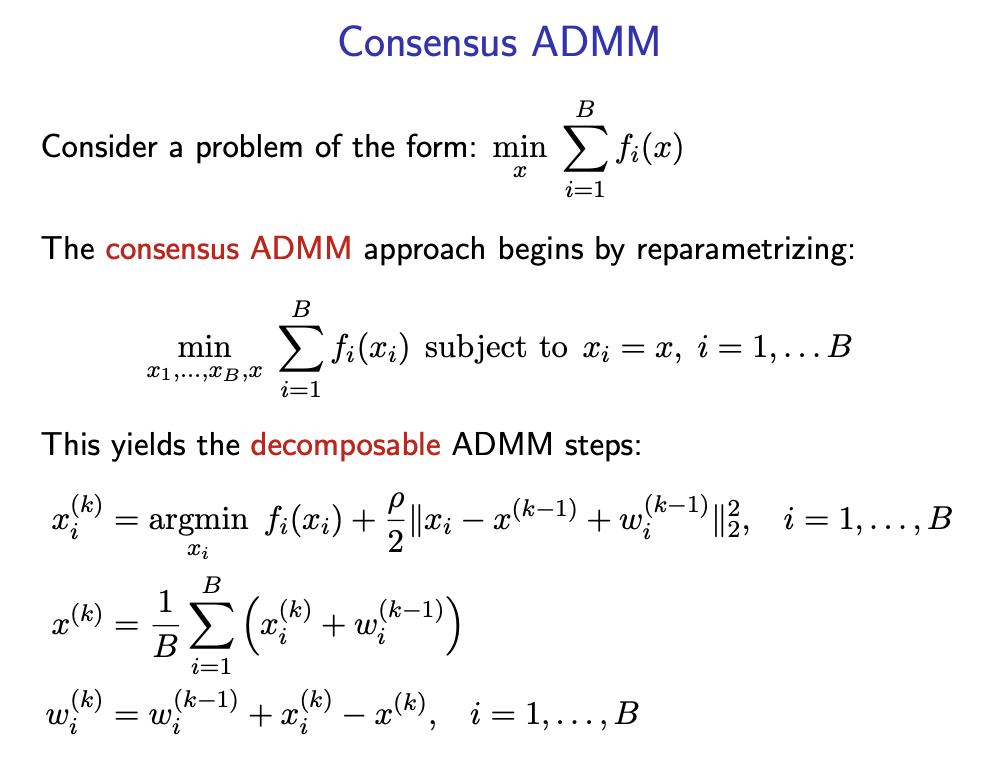 Consensus ADMM
Consider a problem of the form: $\min_{x} \sum_{i=1}^{B} f_i(x)$
The consensus ADMM approach begins by reparametrizing:
$\min_{x_1,\ldots,x_B,x} \sum_{i=1}^{B} f_i(x_i) \text{ subject to } x_i = x, \; i = 1, \ldots B$
This yields the decomposable ADMM steps:
$x_i^{(k)} = \operatorname*{argmin}_{x_i} f_i(x_i) + \frac{\rho}{2} \| x_i - x^{(k-1)} + w_i^{(k-1)} \|_2^2, \quad i = 1, \ldots, B$
$x^{(k)} = \frac{1}{B} \sum_{i=1}^{B} \left( x_i^{(k)} + w_i^{(k-1)} \right)$
$w_i^{(k)} = w_i^{(k-1)} + x_i^{(k)} - x^{(k)}, \quad i = 1, \ldots, B$